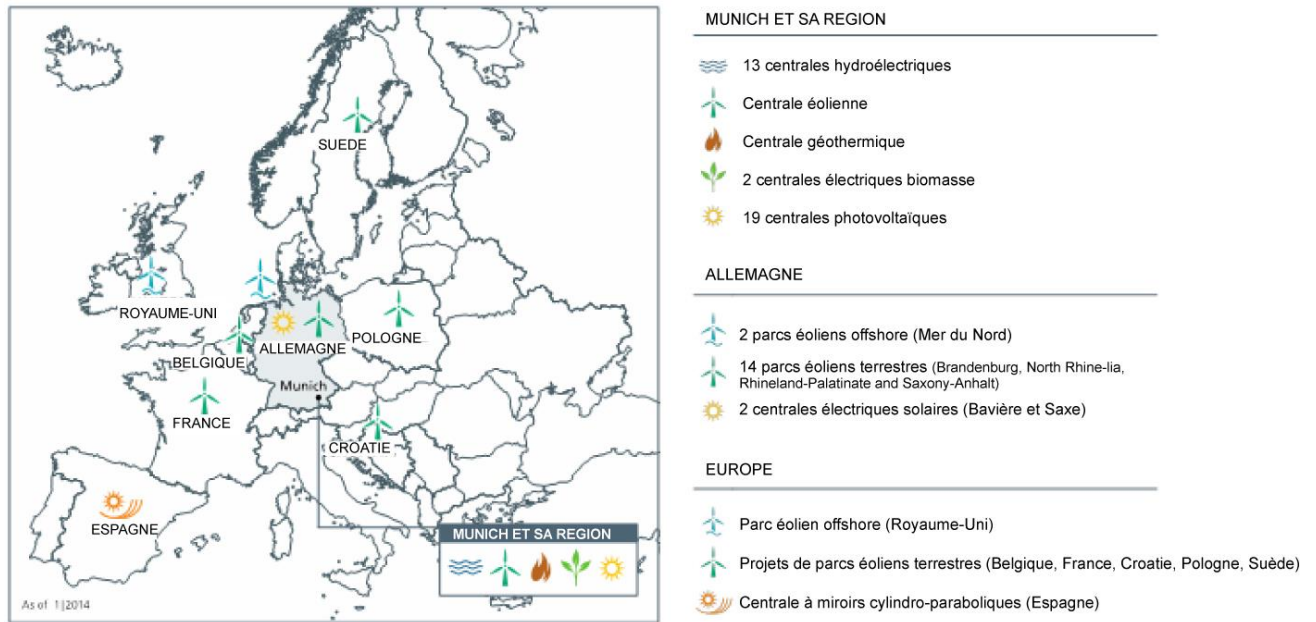 SUEDE
ROYAUME-UNI
BELGIQUE
ALLEMAGNE
POLOGNE
Munich
FRANCE
CROATIE
ESPAGNE
MUNICH ET SA REGION
As of 1|2014
MUNICH ET SA REGION
13 centrales hydroélectriques
Centrale éolienne
Centrale géothermique
2 centrales électriques biomasse
19 centrales photovoltaïques
ALLEMAGNE
2 parcs éoliens offshore (Mer du Nord)
14 parcs éoliens terrestres (Brandenburg, North Rhine-lia,
Rhineland-Palatinate and Saxony-Anhalt)
2 centrales électriques solaires (Bavière et Saxe)
EUROPE
Parc éolien offshore (Royaume-Uni)
Projets de parcs éoliens terrestres (Belgique, France, Croatie, Pologne, Suède)
Centrale à miroirs cylindro-paraboliques (Espagne)